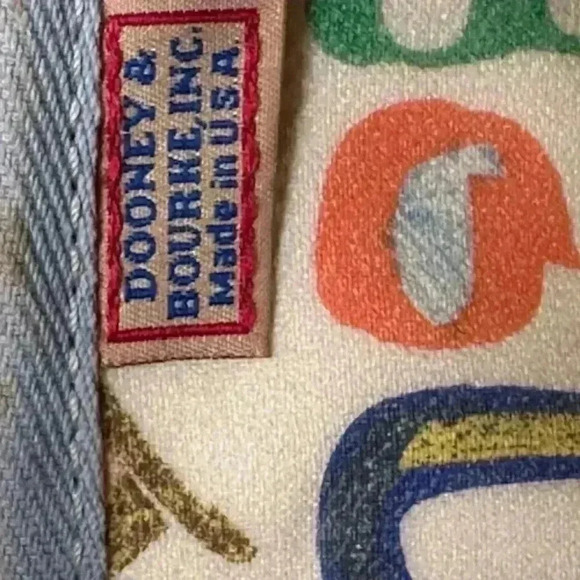 DOONEY &
BOURKE, INC.
Made in U.S.A.